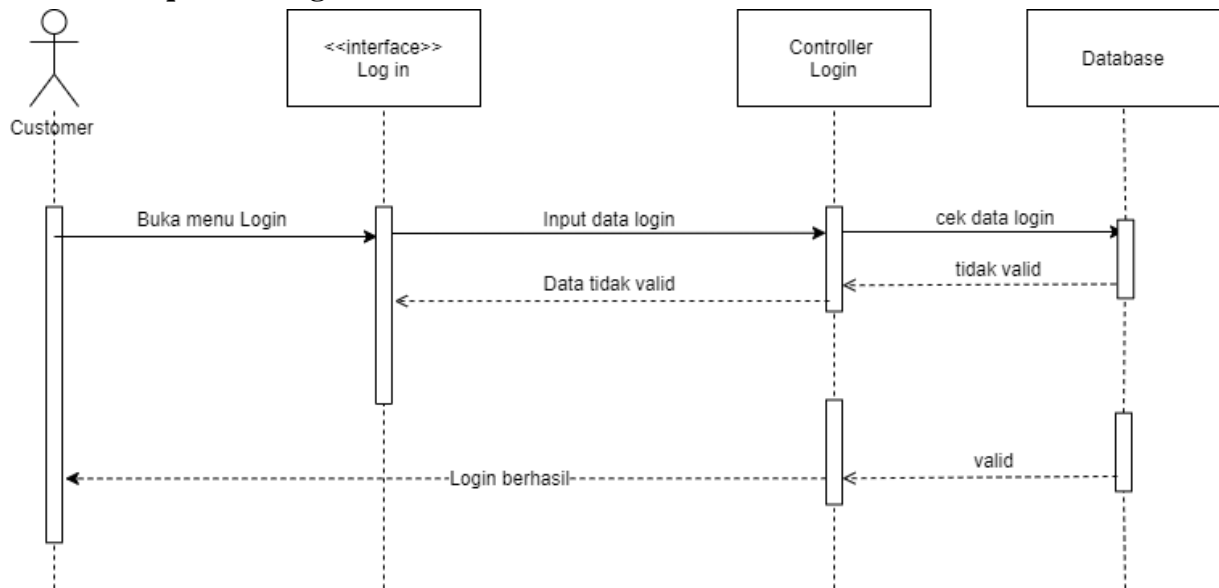 <<interface>>
Log in
Controller
Login
Database
Customer
Buka menu Login
Input data login
cek data login
Data tidak valid
tidak valid
Login berhasil
valid